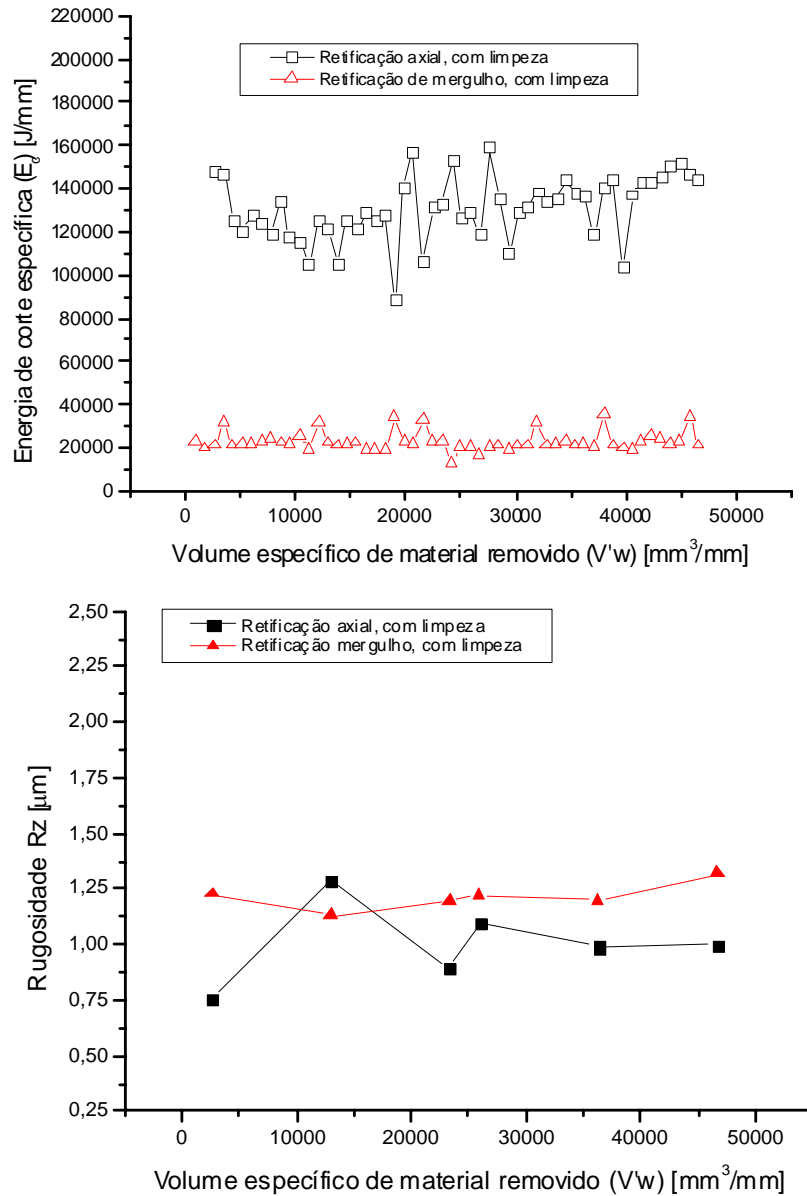 220000
200000
180000
160000
140000
120000
100000
80000
60000
40000
20000
0
Energia de corte específica (Ec) [J/mm]
Retificação axial, com limpeza
Retificação de mergulho, com limpeza
0 10000 20000 30000 40000 50000
Volume específico de material removido (V'w) [mm³/mm]
2,50
2,25
2,00
1,75
1,50
1,25
1,00
0,75
0,50
0,25
Rugosidade Rz [μm]
Retificação axial, com limpeza
Retificação mergulho, com limpeza
0 10000 20000 30000 40000 50000
Volume específico de material removido (V'w) [mm³/mm]